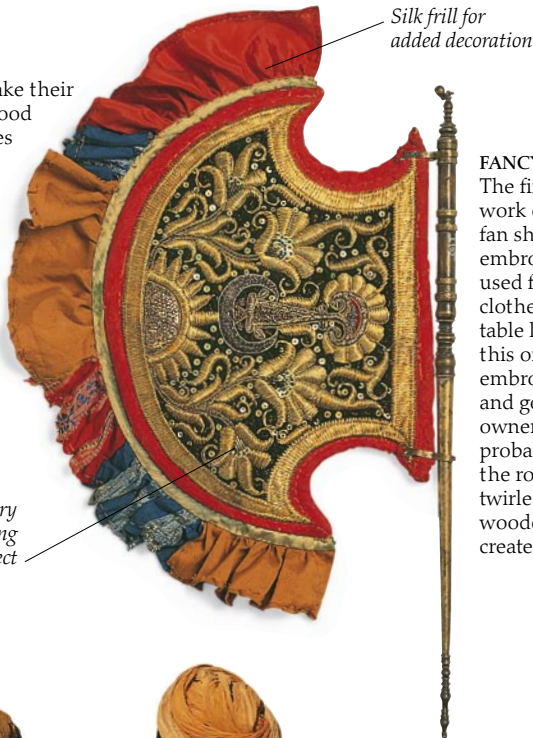 Silk frill for
added decoration
ake their
ood
es
FANCY
The fi
work o
fan sh
embro
used f
clothe
table l
this o
embro
and go
owner
proba
the ro
twirle
woode
create
ry
ng
ect